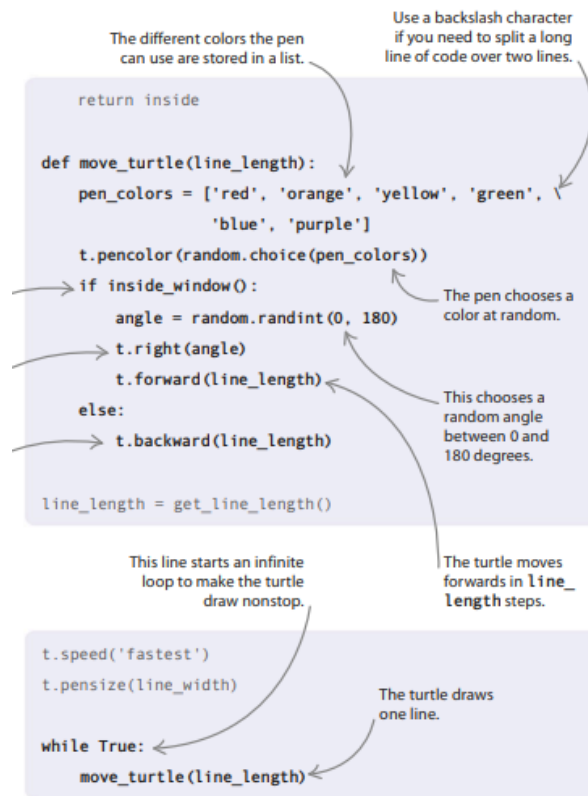 The different colors the pen
can use are stored in a list.
Use a backslash character
if you need to split a long
line of code over two lines.
return inside
def move_turtle(line_length):
pen_colors = ['red', 'orange', 'yellow', 'green', \
'blue', 'purple']
t.pencolor(random.choice(pen_colors))
if inside_window():
angle = random.randint(0, 180)
t.right(angle)
t.forward(line_length)
else:
t.backward(line_length)
line_length = get_line_length()
The pen chooses a
color at random.
This chooses a
random angle
between 0 and
180 degrees.
This line starts an infinite
loop to make the turtle
draw nonstop.
The turtle moves
forwards in line_
length steps.
t.speed('fastest')
t.pensize(line_width)
while True:
move_turtle(line_length)
The turtle draws
one line.